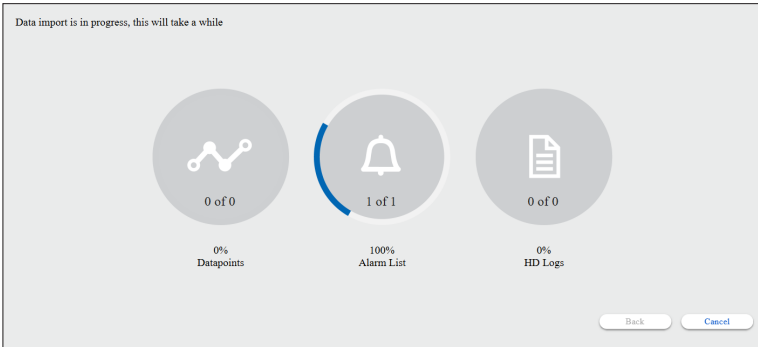 Data import is in progress, this will take a while
0 of 0
1 of 1
0 of 0
0%
100%
0%
Datapoints
Alarm List
HD Logs
Back
Cancel